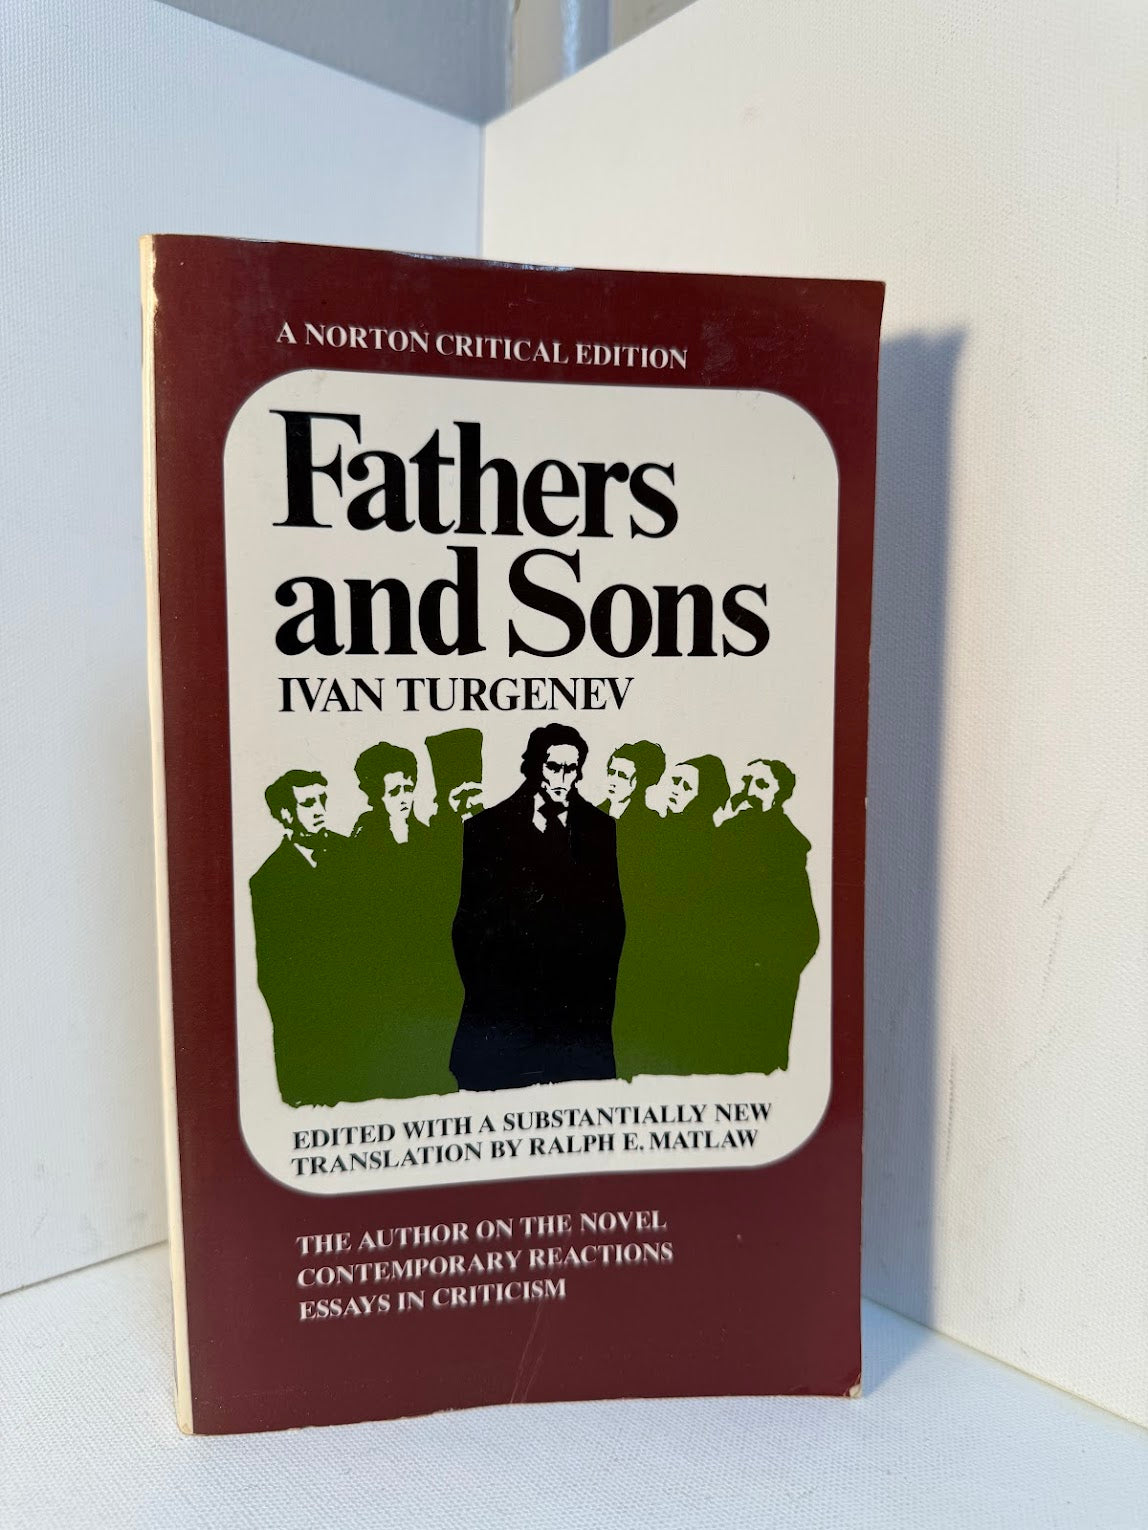 A NORTON CRITICAL EDITION
Fathers
and Sons
IVAN TURGENEV
EDITED WITH A SUBSTANTIALLY NEW
TRANSLATION BY RALPH E. MATLAW
THE AUTHOR ON THE NOVEL
CONTEMPORARY REACTIONS
ESSAYS IN CRITICISM